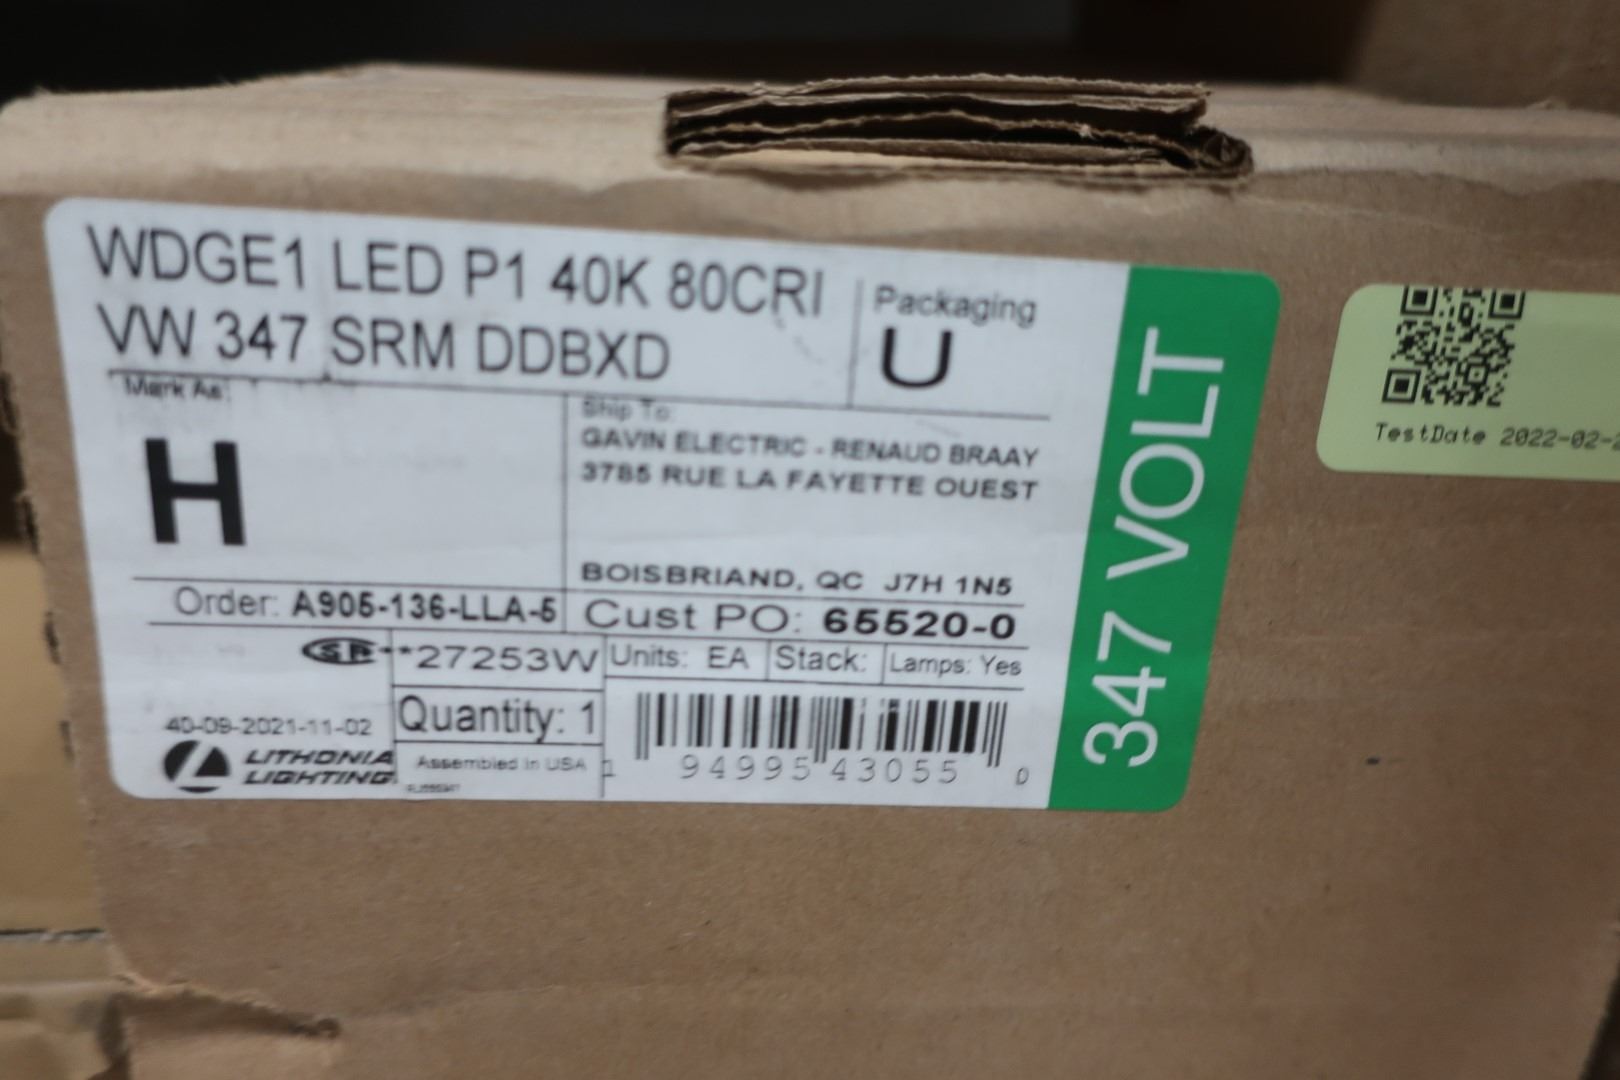 WDGE1 LED P1 40K 80CRI
VW 347 SRM DDBXD
Packaging
U
Mark As:
H
Ship To:
GAVIN ELECTRIC - RENAUD BRAAY
3785 RUE LA FAYETTE OUEST
BOISBRIAND, QC J7H 1N5
Order: A905-136-LLA-5
Cust PO: 65520-0
**27253W
Units: EA
Stack:
Lamps: Yes
40-09-2021-11-02
Quantity: 1
LITHONIA
LIGHTING
Assembled in USA
1 94995 43055 0
347 VOLT
TestDate 2022-02-